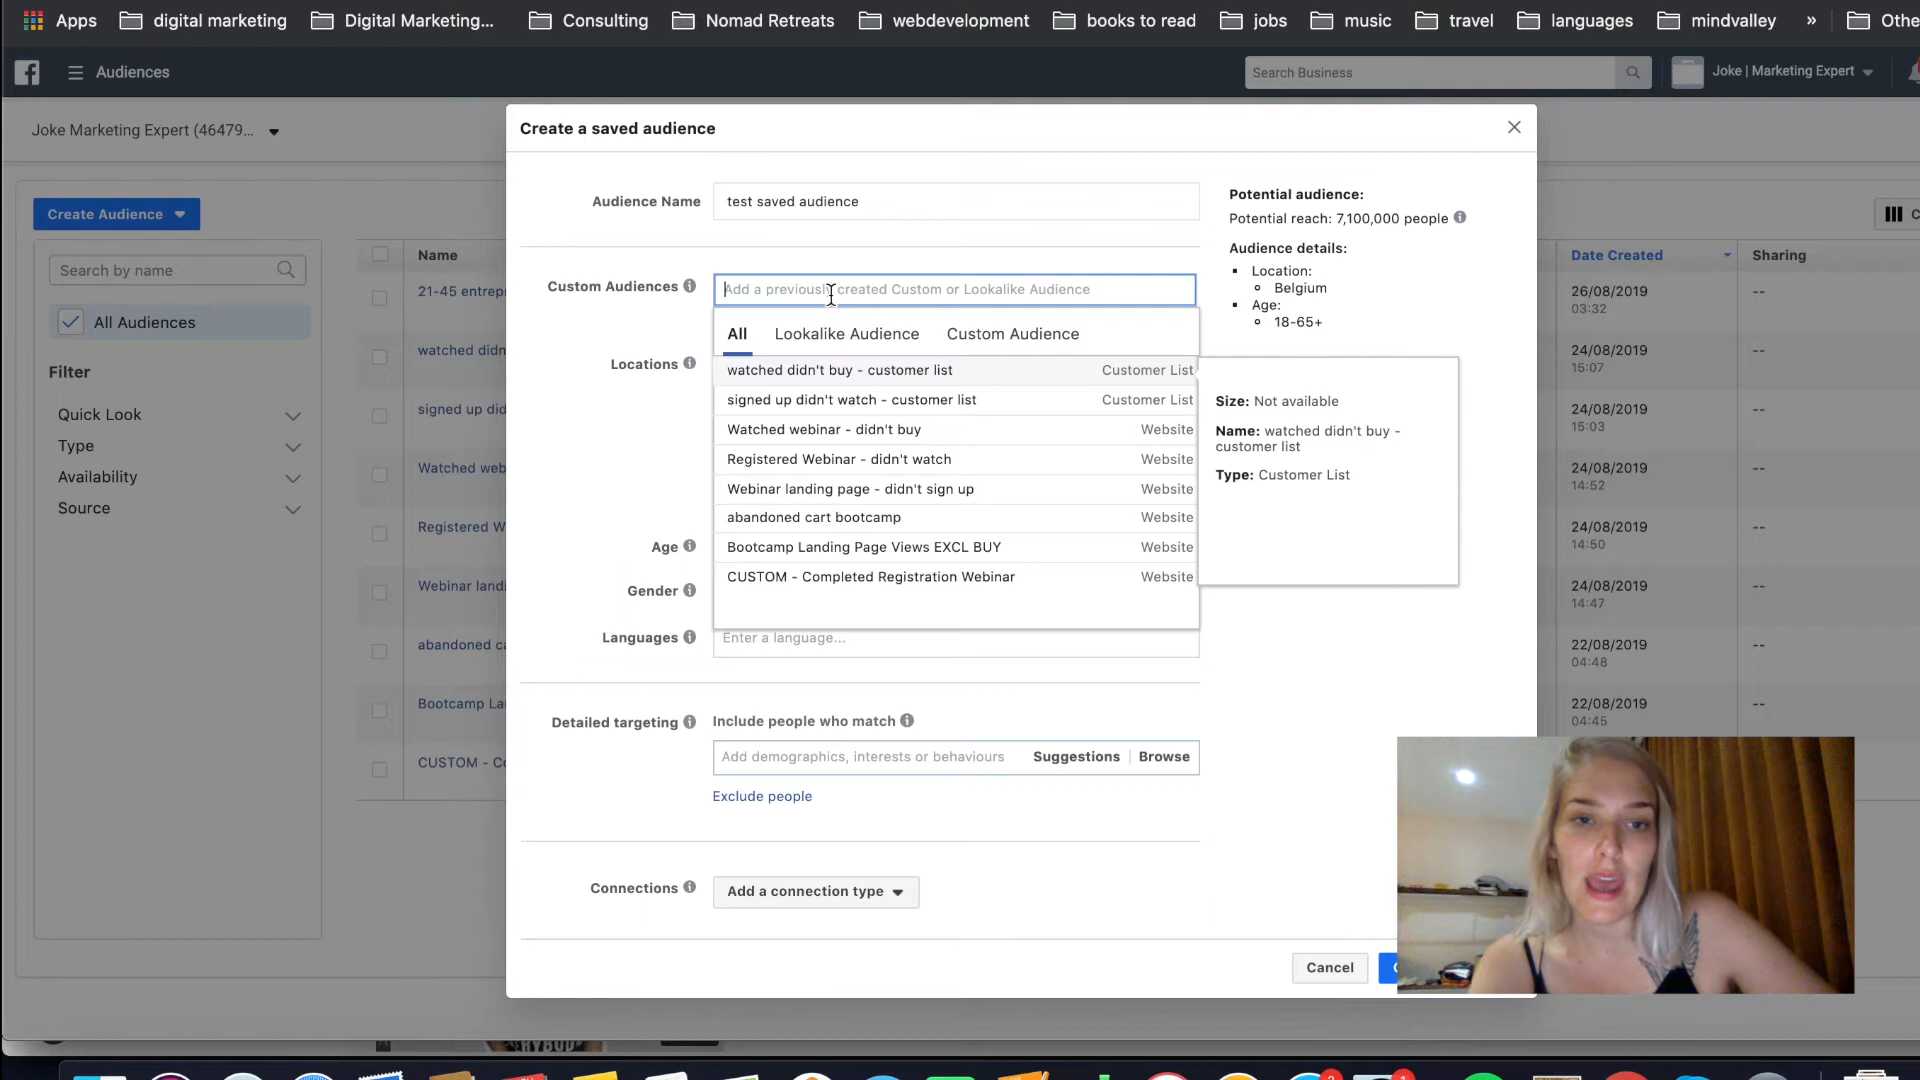 Apps
digital marketing
Digital Marketing...
Consulting
Nomad Retreats
webdevelopment
books to read
jobs
music
travel
languages
mindvalley
»
Audiences
Search Business
Joke | Marketing Expert
Joke Marketing Expert (46479...
Create a saved audience
Create Audience
Search by name
All Audiences
Filter
Quick Look
Type
Availability
Source
Name
21-45 entrep
watched didn
signed up did
Watched web
Registered W
Webinar landi
abandoned ca
Bootcamp La
CUSTOM - Co
Audience Name
test saved audience
Custom Audiences
Add a previously created Custom or Lookalike Audience
All
Lookalike Audience
Custom Audience
watched didn't buy - customer list Customer List
signed up didn't watch - customer list Customer List
Watched webinar - didn't buy Website
Registered Webinar - didn't watch Website
Webinar landing page - didn't sign up Website
abandoned cart bootcamp Website
Bootcamp Landing Page Views EXCL BUY Website
CUSTOM - Completed Registration Webinar Website
Locations
Age
Gender
Languages
Enter a language...
Detailed targeting
Include people who match
Add demographics, interests or behaviours
Suggestions | Browse
Exclude people
Connections
Add a connection type
Cancel
Potential audience:
Potential reach: 7,100,000 people
Audience details:
Location:
Belgium
Age:
18-65+
Size: Not available
Name: watched didn't buy -
customer list
Type: Customer List
Date Created
Sharing
26/08/2019
03:32
--
24/08/2019
15:07
--
24/08/2019
15:03
--
24/08/2019
14:52
--
24/08/2019
14:50
--
24/08/2019
14:47
--
22/08/2019
04:48
--
22/08/2019
04:45
--